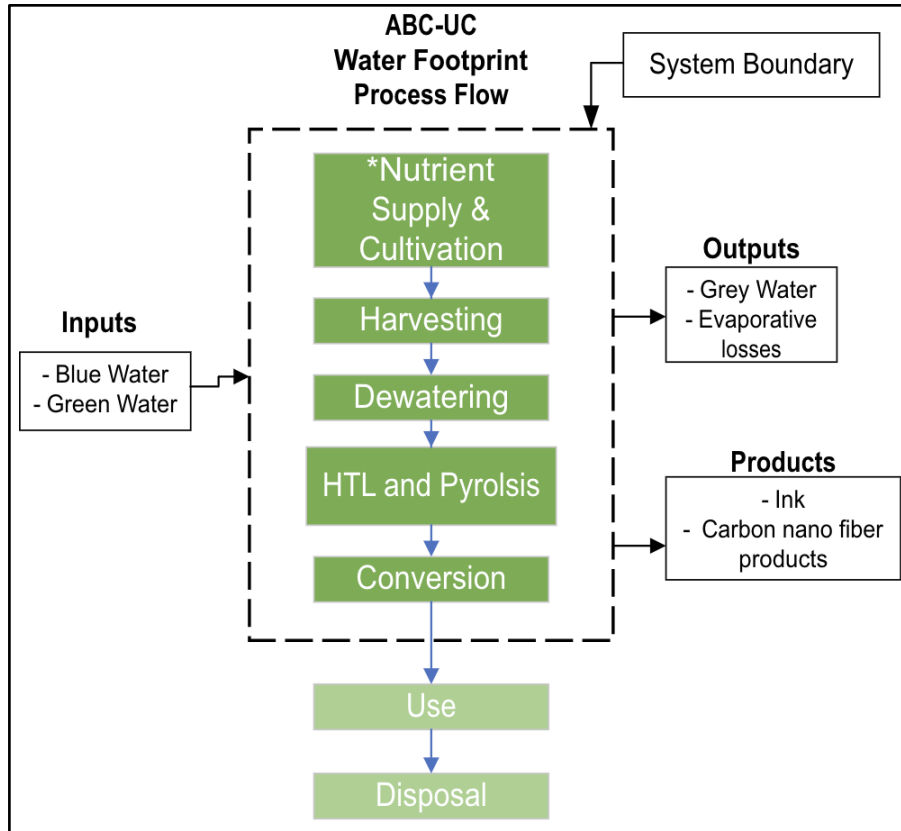 ABC-UC
Water Footprint
Process Flow
System Boundary
*Nutrient
Supply &
Cultivation
Harvesting
Dewatering
HTL and Pyrolsis
Conversion
Use
Disposal
Inputs
- Blue Water
- Green Water
Outputs
- Grey Water
- Evaporative
losses
Products
- Ink
- Carbon nano fiber
products